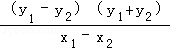 (y₁ - y₂) (y₁+y₂)
x₁ - x₂